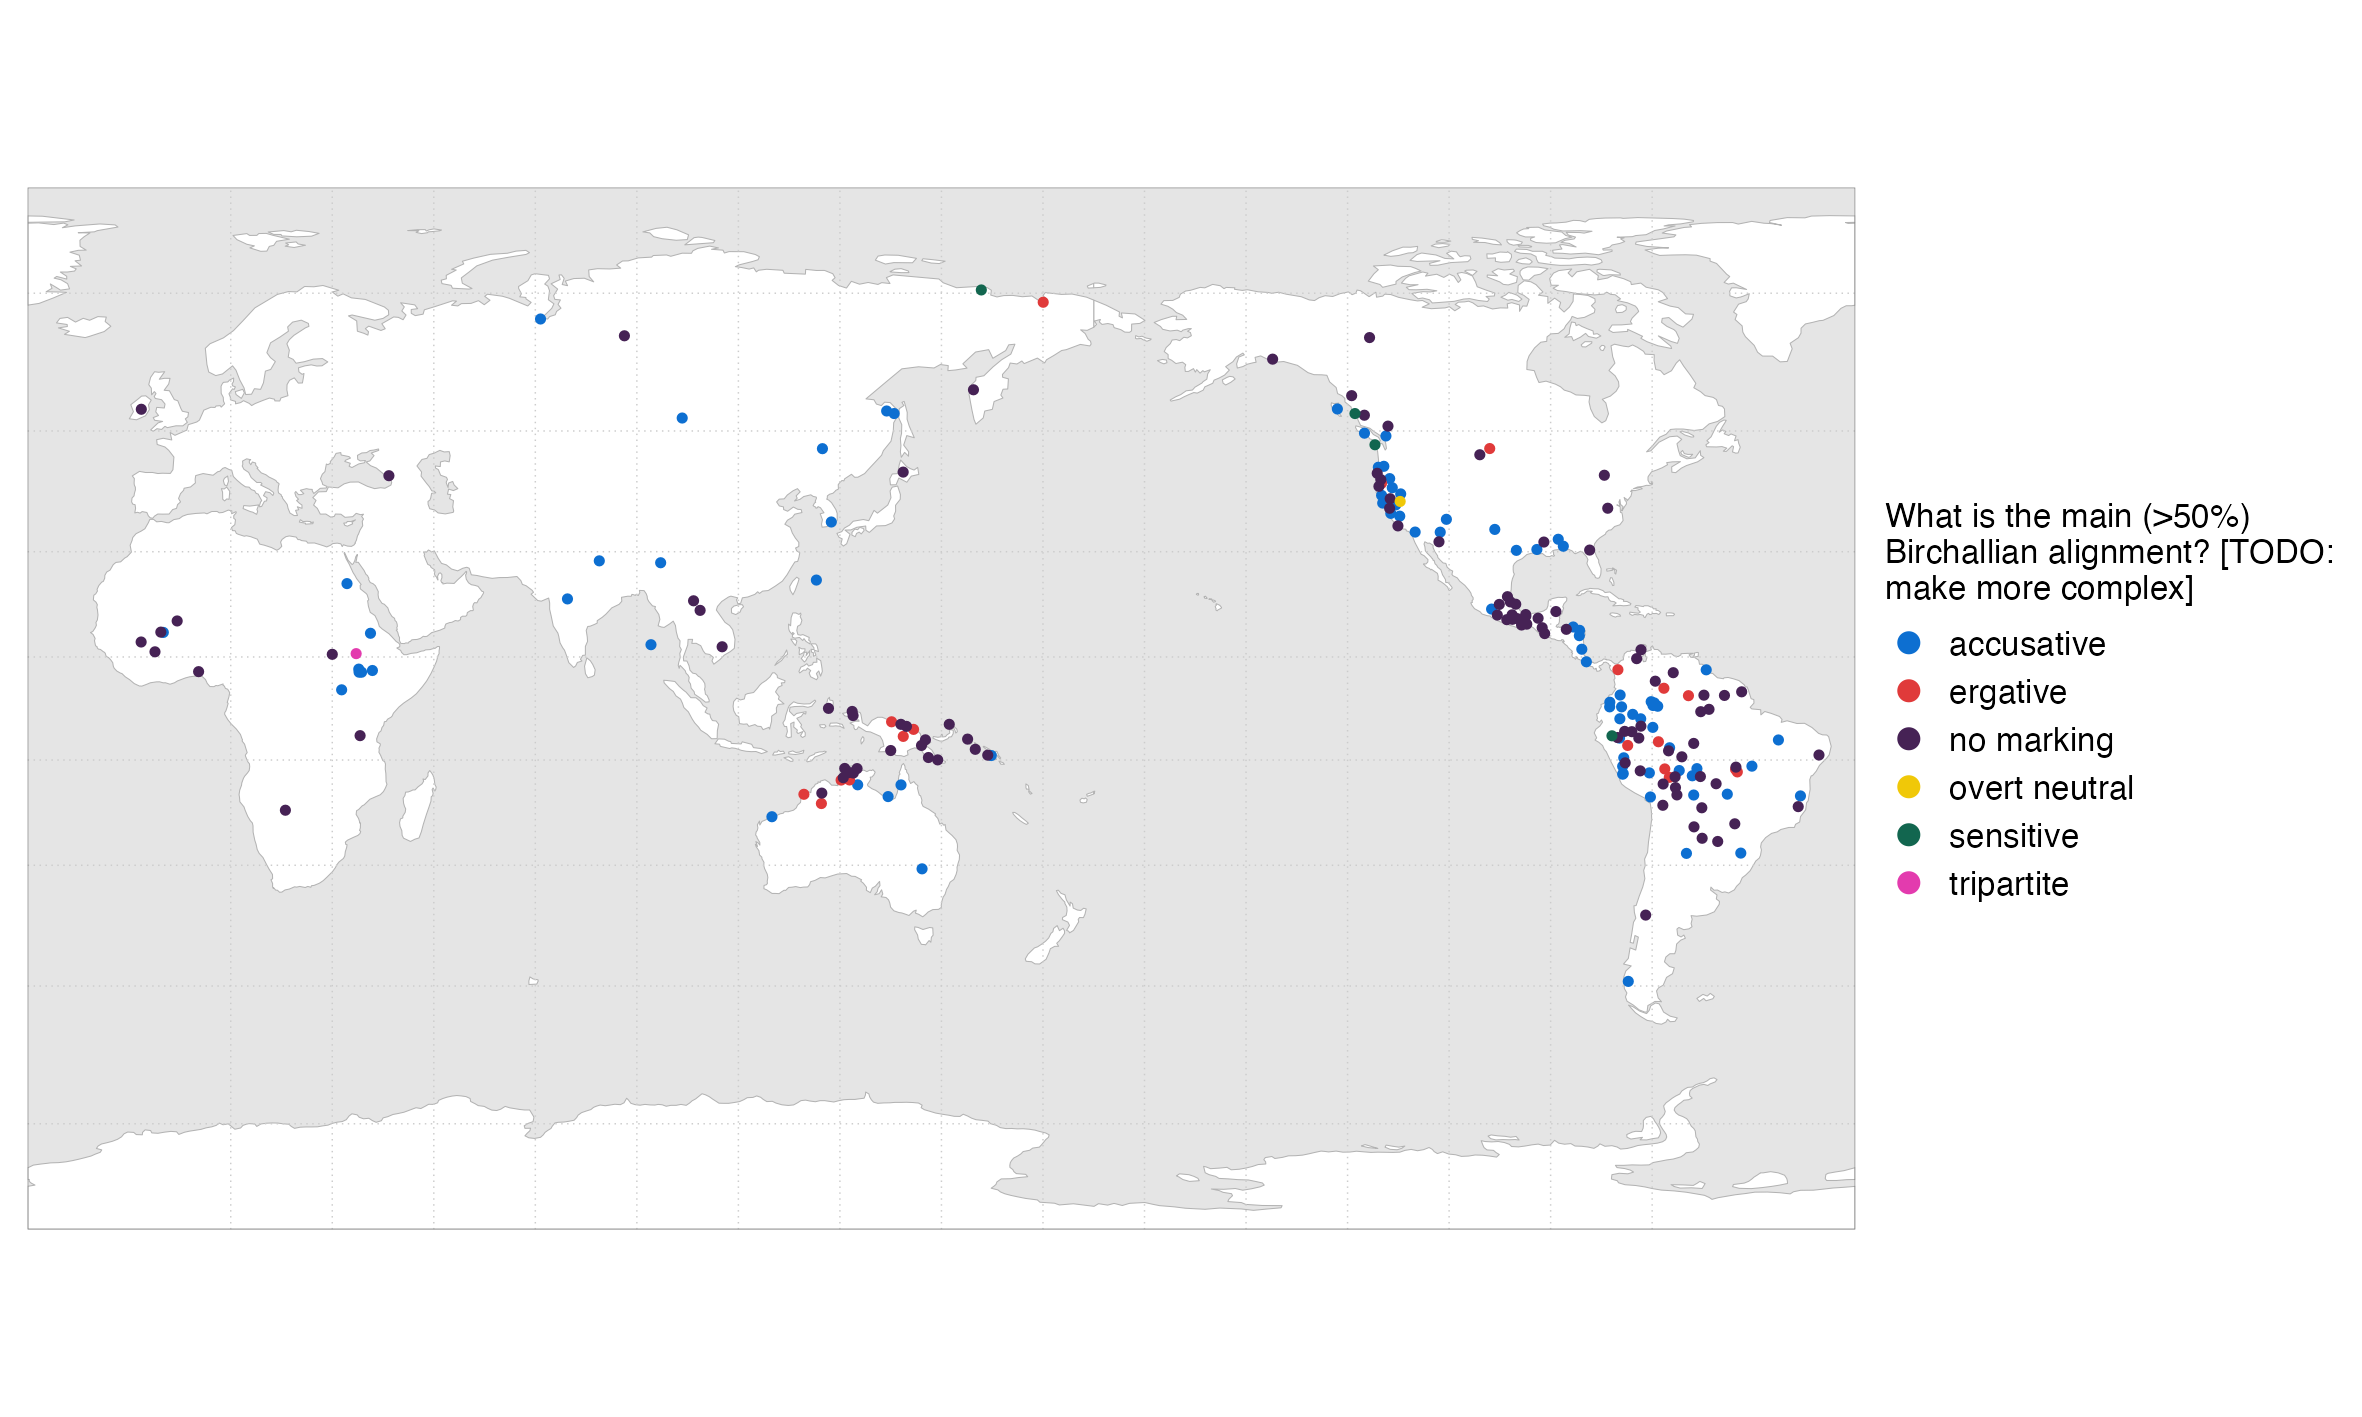 What is the main (>50%)
Birchallian alignment? [TODO:
make more complex]
accusative
ergative
no marking
overt neutral
sensitive
tripartite